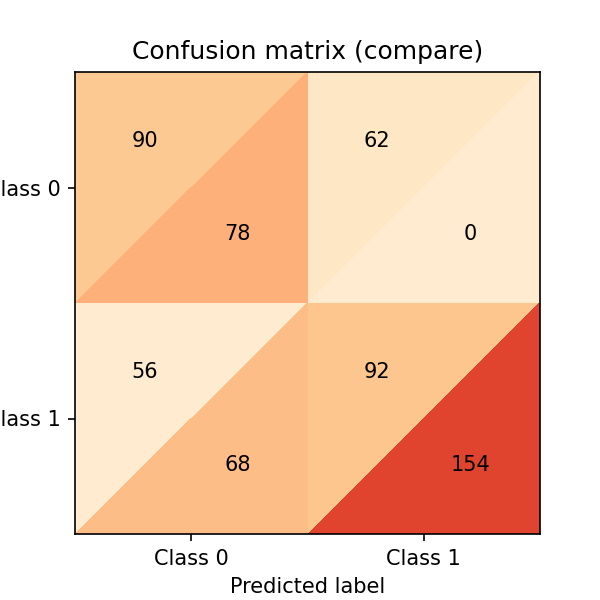 Confusion matrix (compare)
90
62
78
0
lass 0
56
92
68
154
lass 1
Class 0
Class 1
Predicted label